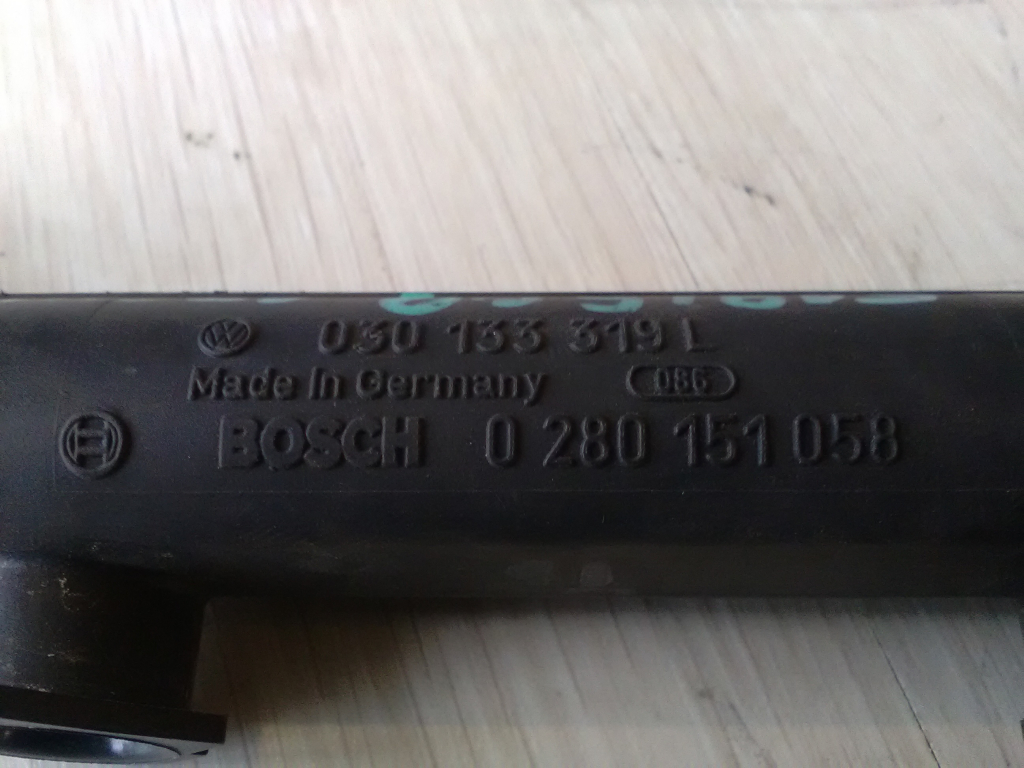 030 133 319 L
Made In Germany 086
BOSCH 0 280 151 058